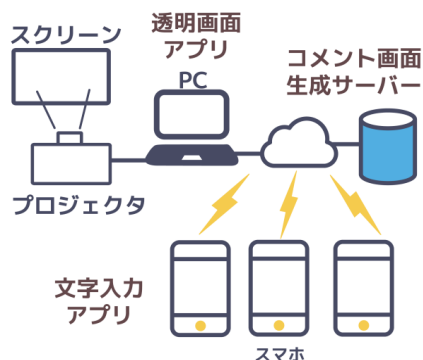 スクリーン
透明画面
アプリ
PC
コメント画面
生成サーバー
プロジェクタ
文字入力
アプリ
スマホ